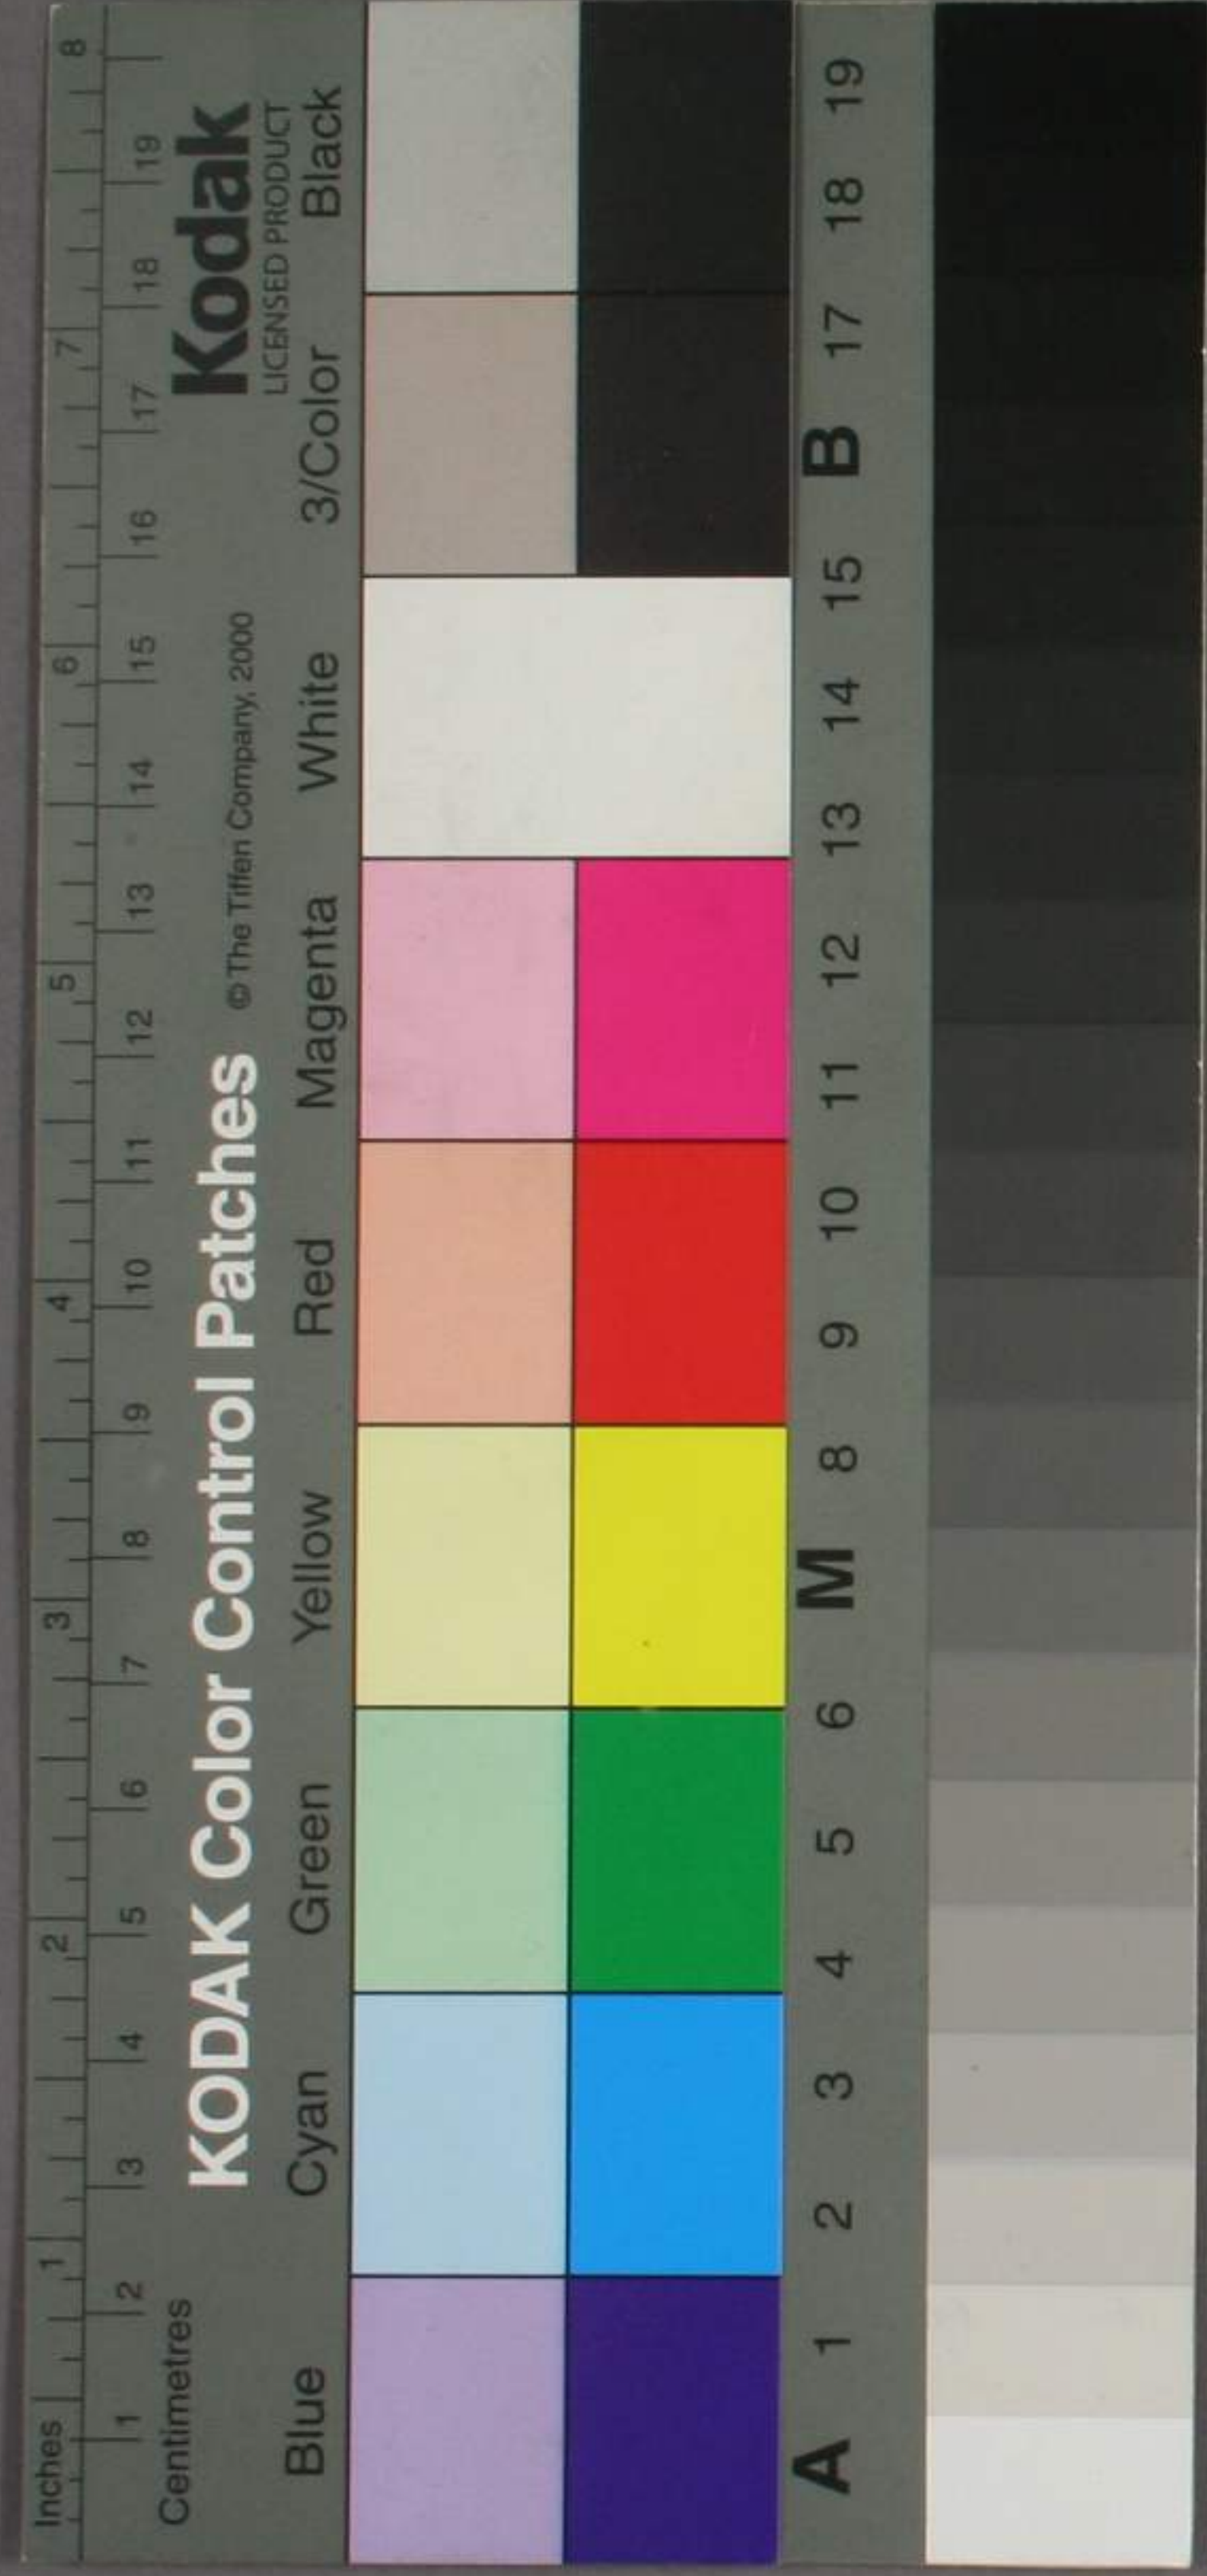 Inches 1 2 3 4 5 6 7 8
1 2 3 4 5 6 7 8 9 10 11 12 13 14 15 16 17 18 19
Centimetres
KODAK Color Control Patches © The Tiffen Company, 2000 Kodak
LICENSED PRODUCT
Blue Cyan Green Yellow Red Magenta White 3/Color Black
A 1 2 3 4 5 6 M 8 9 10 11 12 13 14 15 B 17 18 19